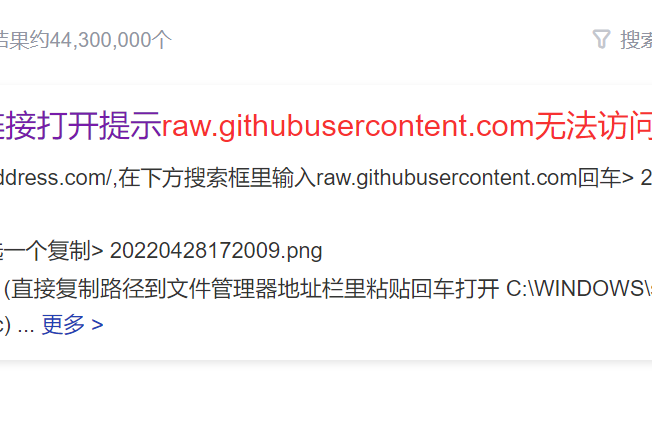 结果约44,300,000个 搜索
接打开提示raw.githubusercontent.com无法访问
ddress.com/,在下方搜索框里输入raw.githubusercontent.com回车> 2
一个复制> 20220428172009.png
(直接复制路径到文件管理器地址栏里粘贴回车打开 C:\WINDOWS\
c) ... 更多 >